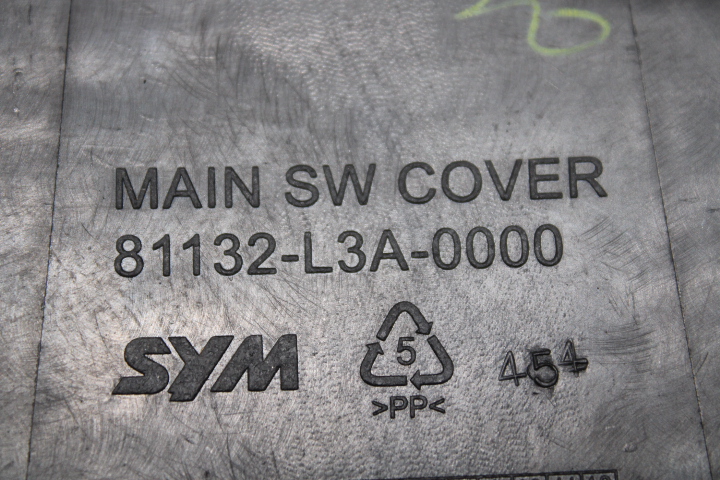 MAIN SW COVER
81132-L3A-0000
SYM 5 454
>PP<